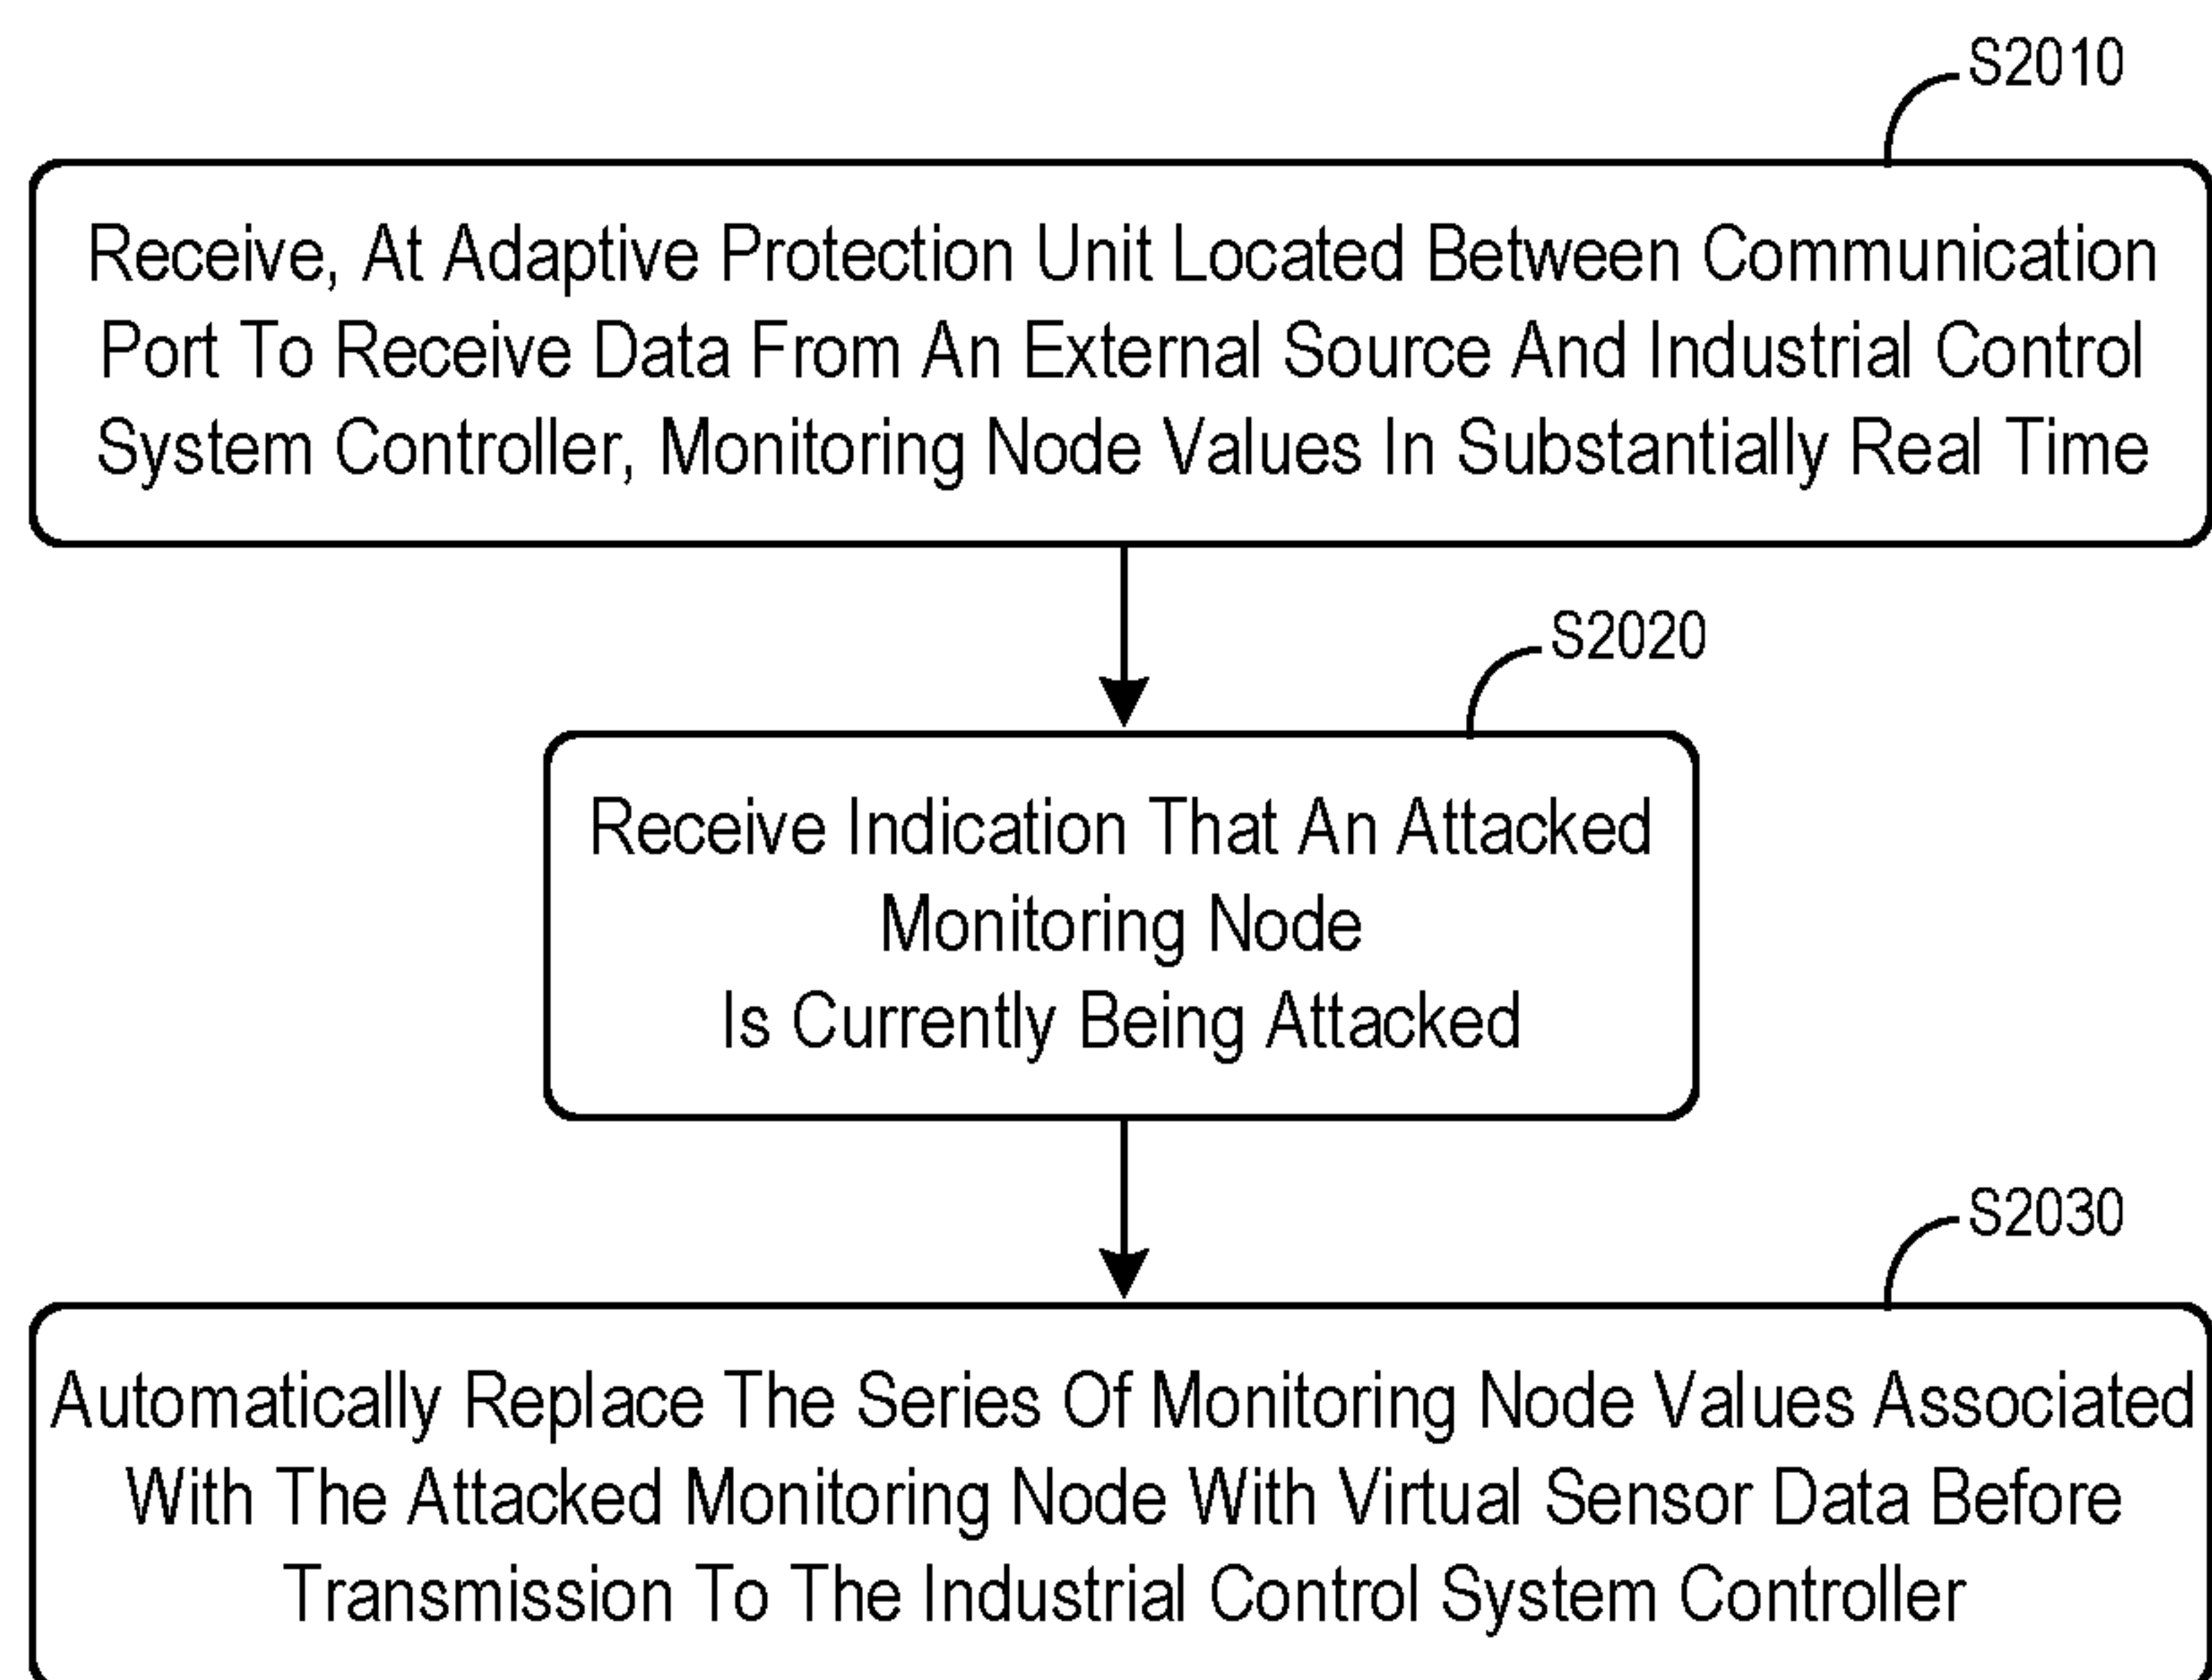 S2010
Receive, At Adaptive Protection Unit Located Between Communication
Port To Receive Data From An External Source And Industrial Control
System Controller, Monitoring Node Values In Substantially Real Time
S2020
Receive Indication That An Attacked
Monitoring Node
Is Currently Being Attacked
S2030
Automatically Replace The Series Of Monitoring Node Values Associated
With The Attacked Monitoring Node With Virtual Sensor Data Before
Transmission To The Industrial Control System Controller